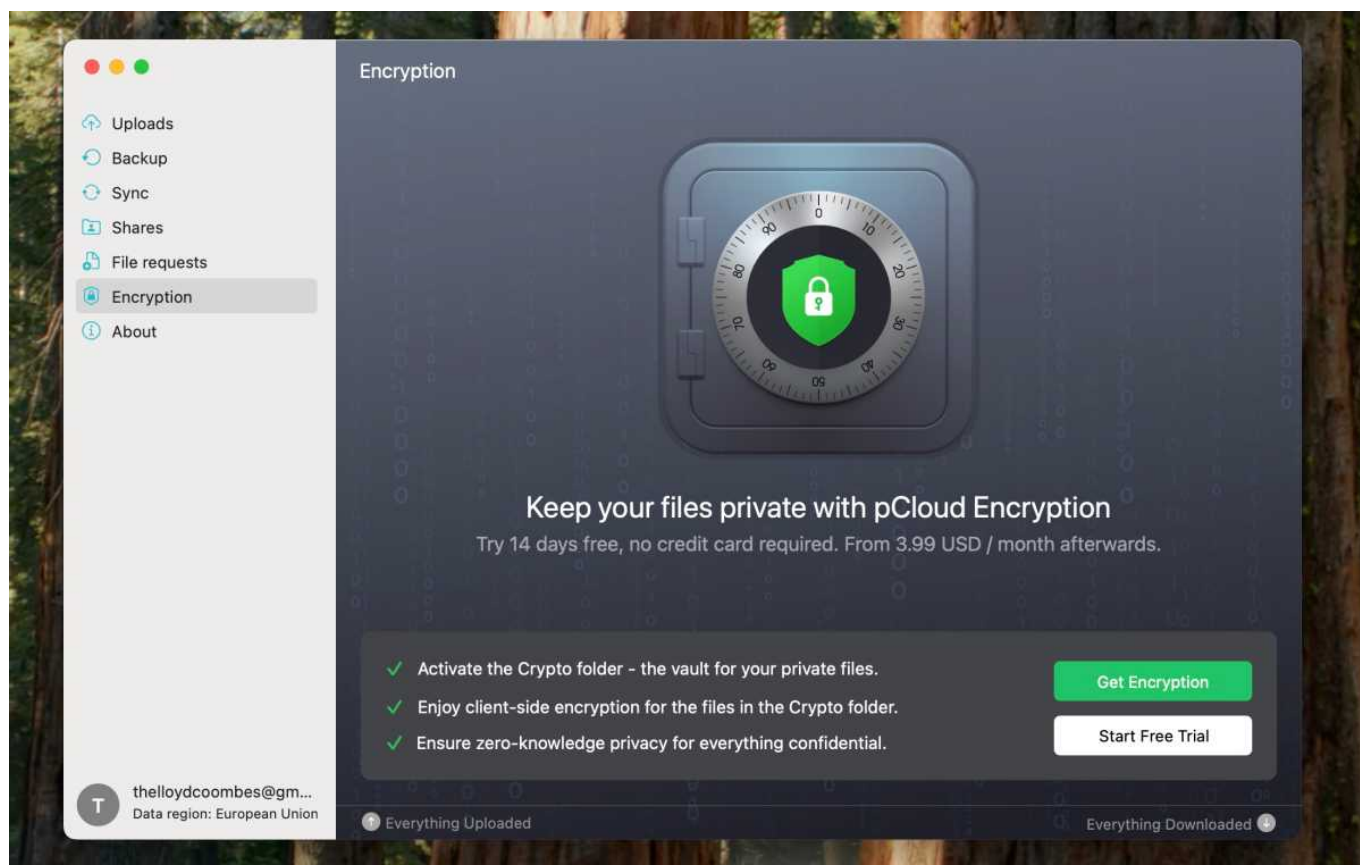 Encryption
Uploads
Backup
Sync
Shares
File requests
Encryption
About
0
10
20
30
40
50
60
70
80
90
Keep your files private with pCloud Encryption
Try 14 days free, no credit card required. From 3.99 USD / month afterwards.
Activate the Crypto folder - the vault for your private files.
Enjoy client-side encryption for the files in the Crypto folder.
Ensure zero-knowledge privacy for everything confidential.
Get Encryption
Start Free Trial
T
thelloydcoombes@gm...
Data region: European Union
Everything Uploaded
Everything Downloaded